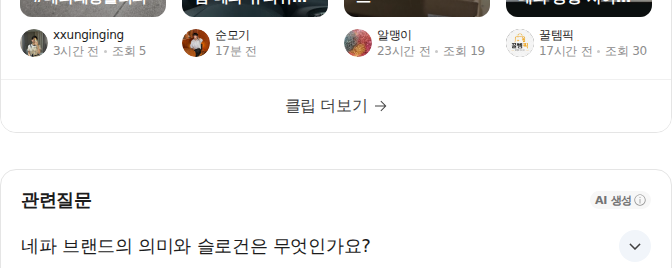 xxunginging
3시간 전 · 조회 5
순모기
17분 전
알맹이
23시간 전 · 조회 19
꿀템픽
17시간 전 · 조회 30
클립 더보기 →
관련질문
AI 생성
네파 브랜드의 의미와 슬로건은 무엇인가요?